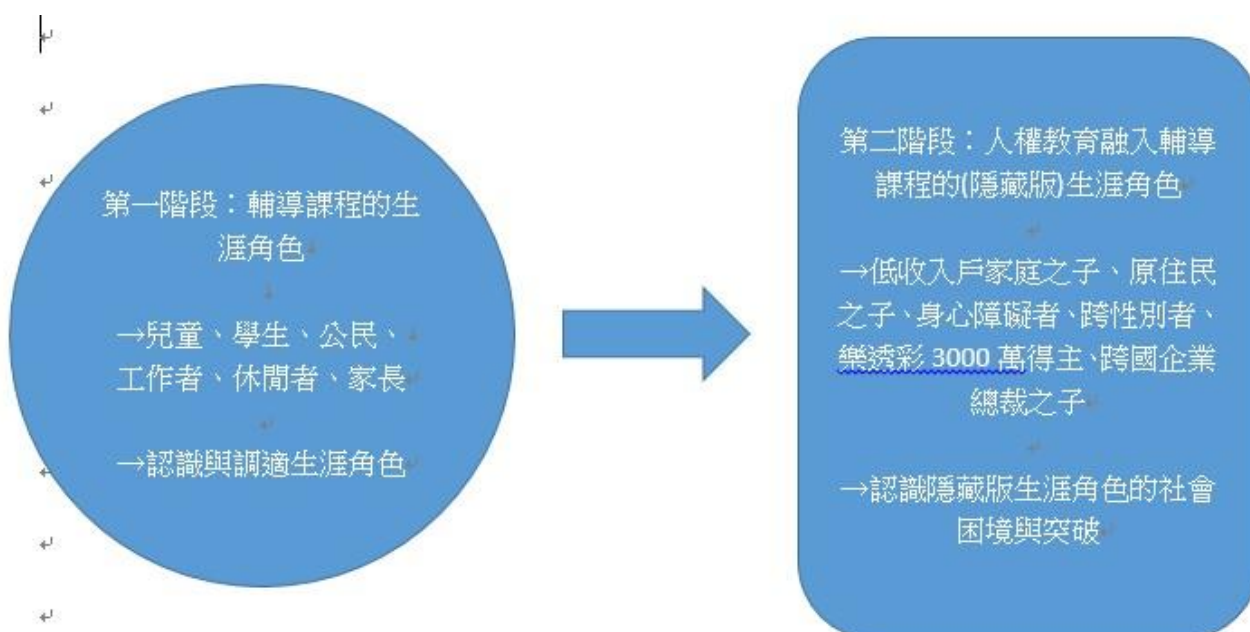 第一階段：輔導課程的生
涯角色
→兒童、學生、公民、
工作者、休閒者、家長
→認識與調適生涯角色
第二階段：人權教育融入輔導
課程的(隱藏版)生涯角色
→低收入戶家庭之子、原住民
之子、身心障礙者、跨性別者、
樂透彩 3000 萬得主、跨國企業
總裁之子
→認識隱藏版生涯角色的社會
困境與突破